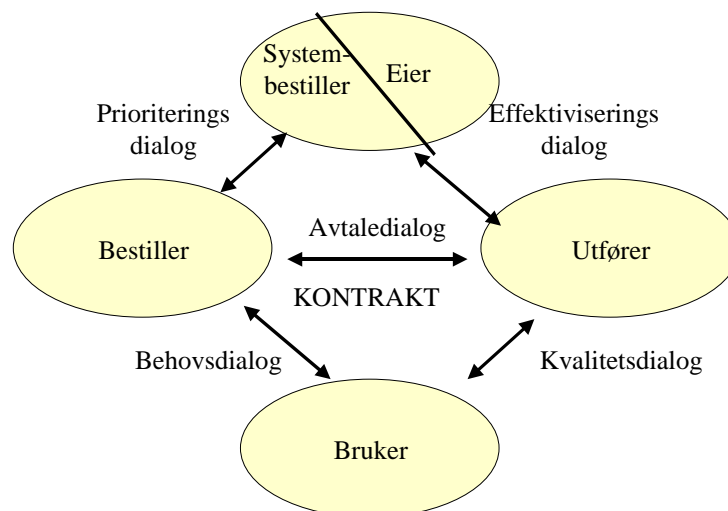 System-
bestiller
Eier
Prioriterings
dialog
Effektiviserings
dialog
Bestiller
Avtaledialog
Utfører
KONTRAKT
Behovsdialog
Kvalitetsdialog
Bruker